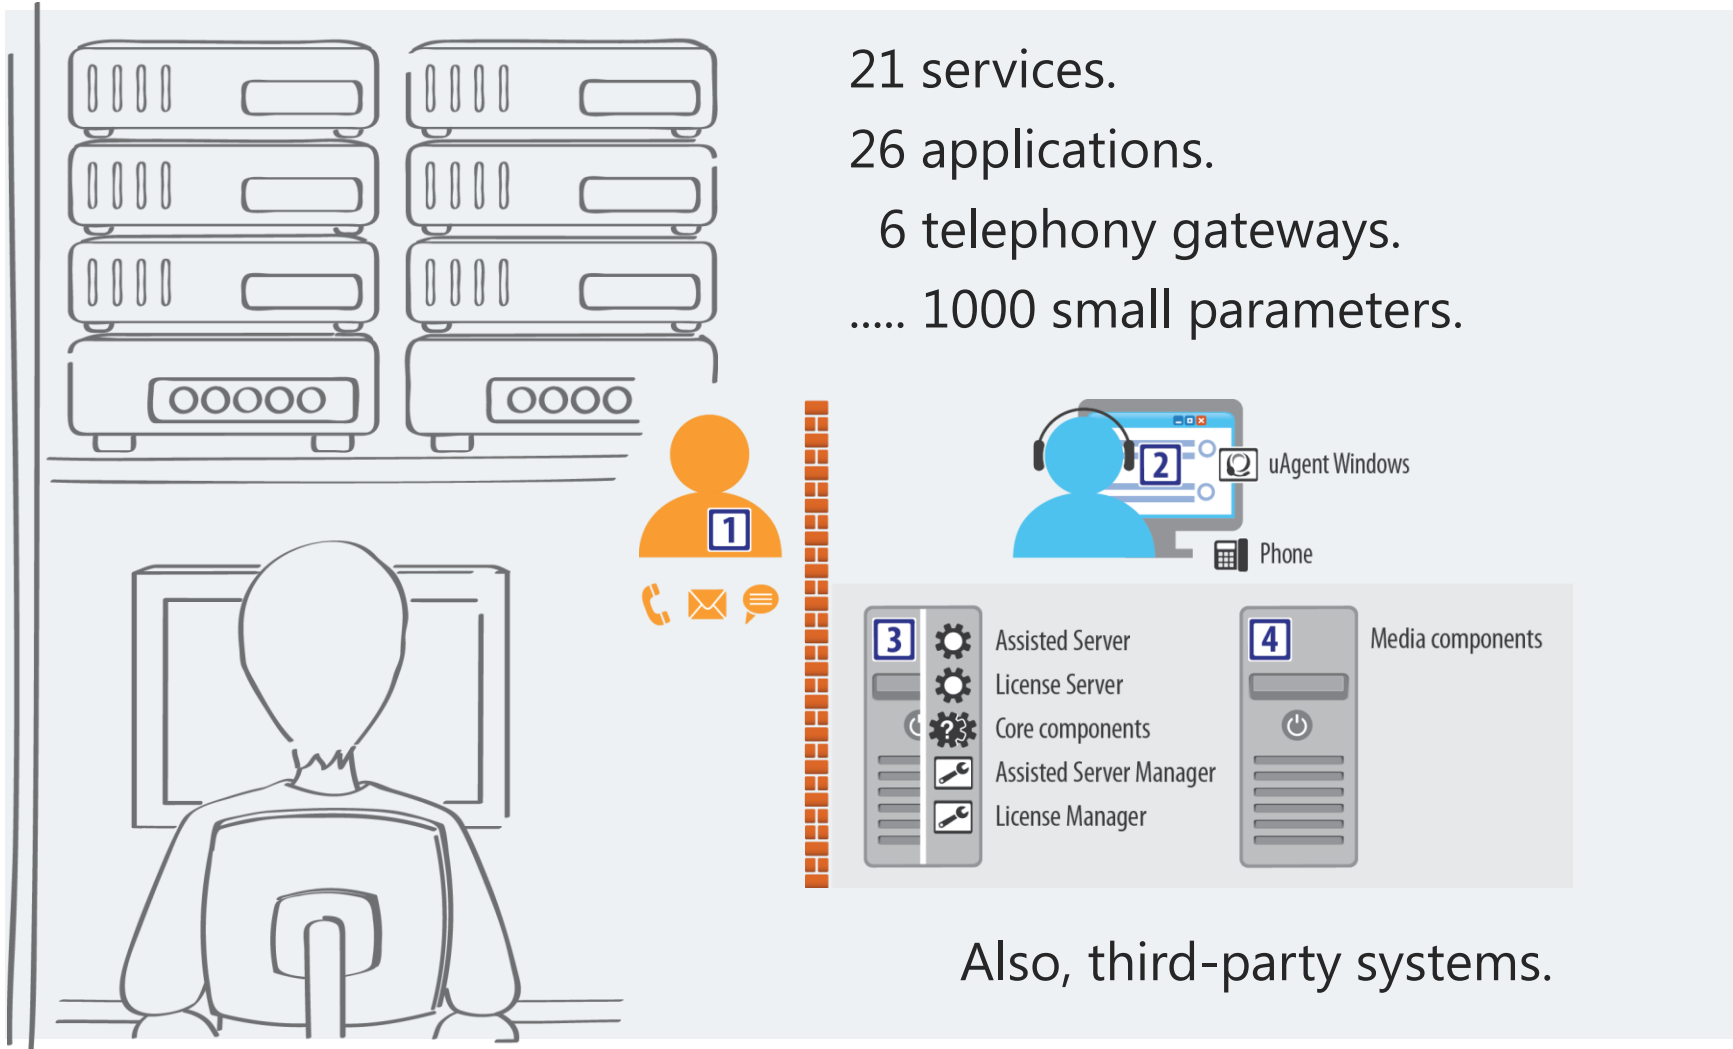 21 services.
26 applications.
6 telephony gateways.
..... 1000 small parameters.
1
2
uAgent Windows
Phone
3
Assisted Server
License Server
Core components
Assisted Server Manager
License Manager
4
Media components
?
Also, third-party systems.